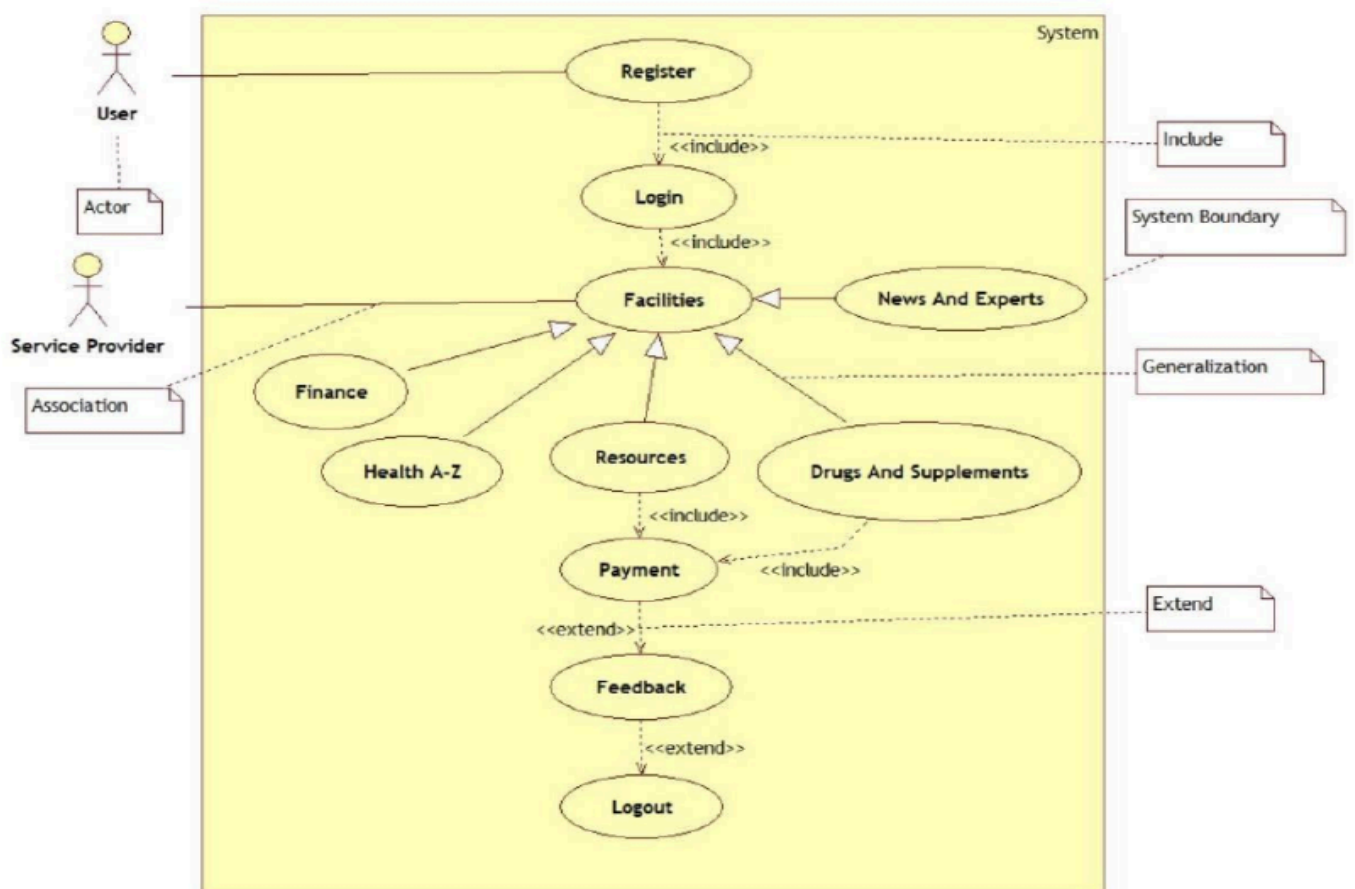 System
Register
User
<<include>>
Include
Login
Actor
System Boundary
<<include>>
Facilities
News And Experts
Service Provider
Generalization
Finance
Association
Health A-Z
Resources
Drugs And Supplements
<<include>>
Payment
<<include>>
Extend
<<extend>>
Feedback
<<extend>>
Logout